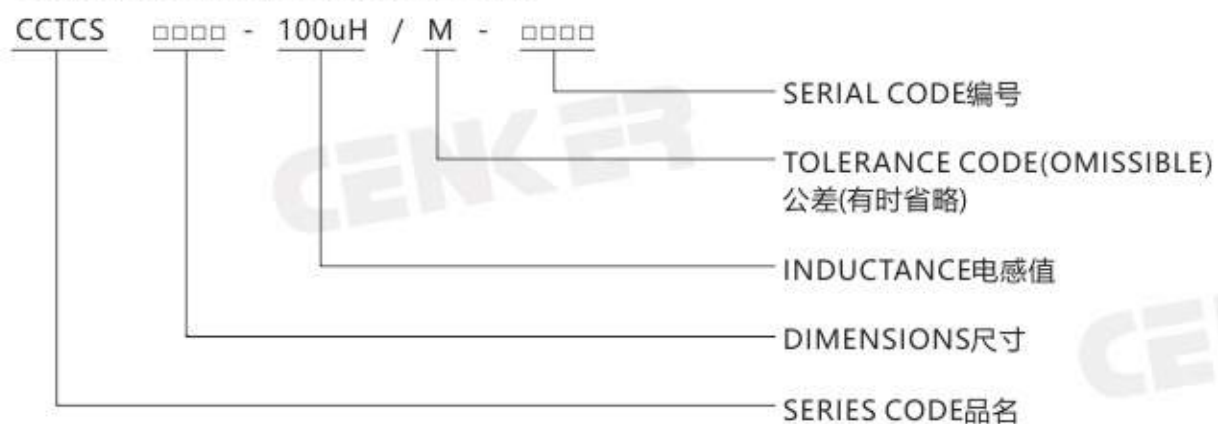 CCTCS □□□□ - 100uH / M - □□□□
SERIAL CODE编号
TOLERANCE CODE(OMISSIBLE)
公差(有时省略)
INDUCTANCE电感值
DIMENSIONS尺寸
SERIES CODE品名
CENKER